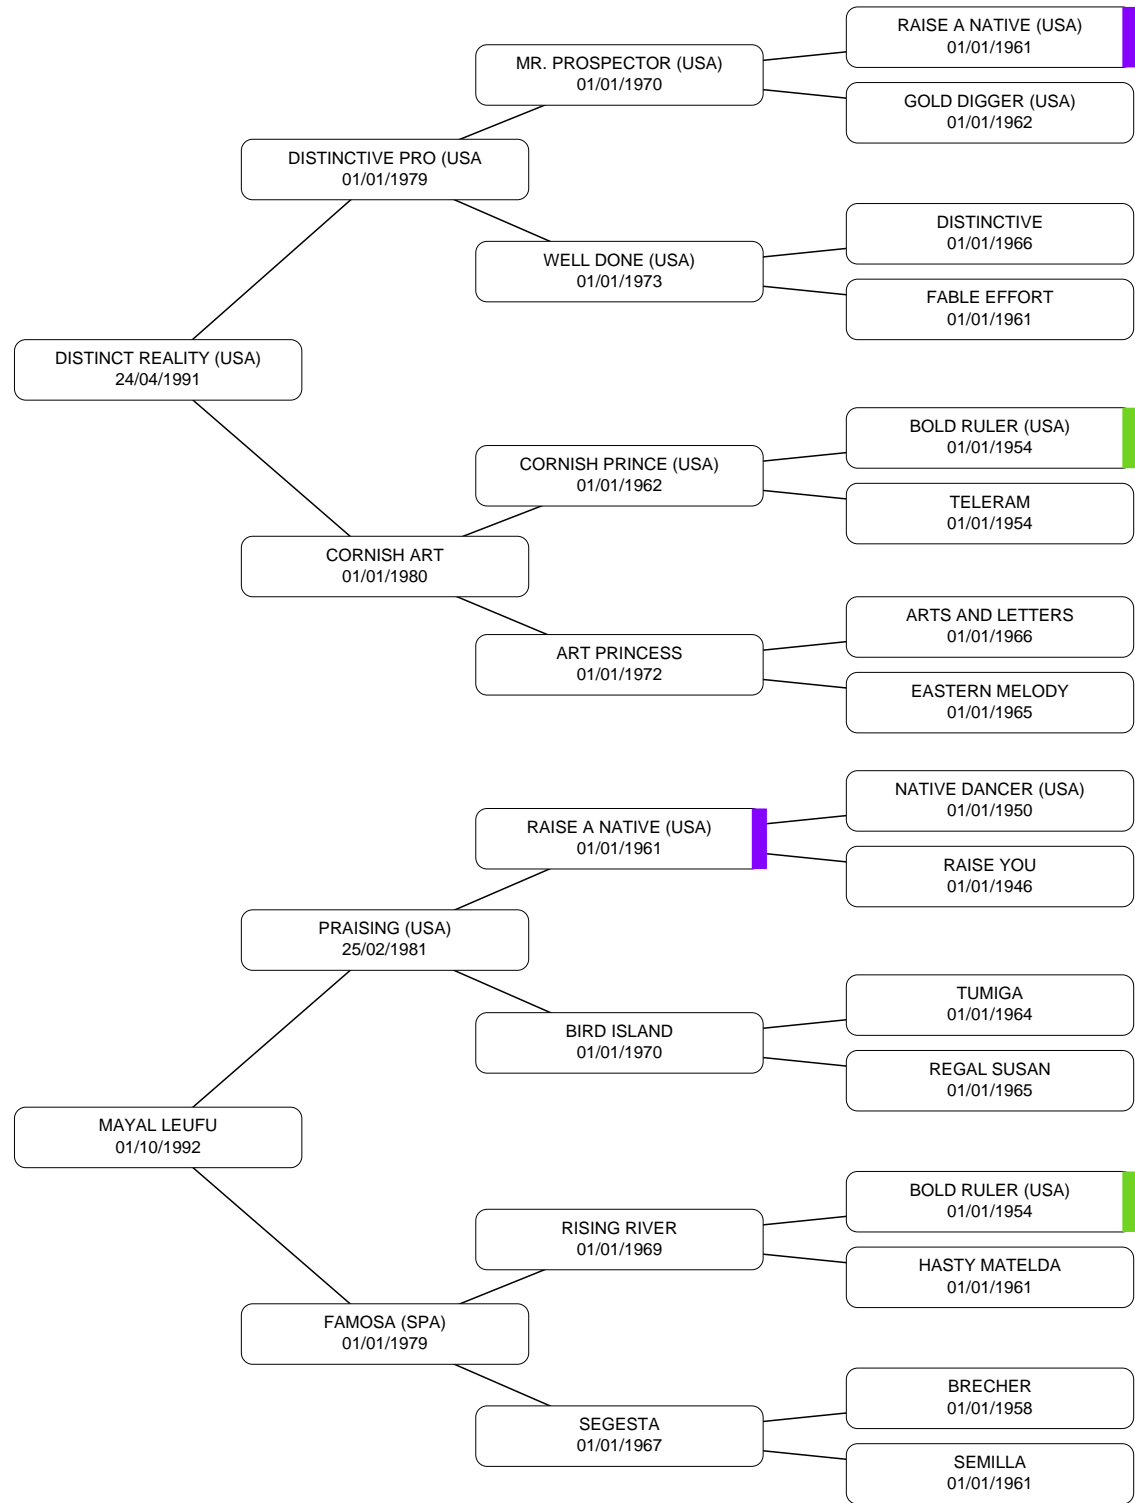 RAISE A NATIVE (USA)
01/01/1961
MR. PROSPECTOR (USA)
01/01/1970
GOLD DIGGER (USA)
01/01/1962
DISTINCTIVE PRO (USA
01/01/1979
DISTINCTIVE
01/01/1966
WELL DONE (USA)
01/01/1973
FABLE EFFORT
01/01/1961
DISTINCT REALITY (USA)
24/04/1991
BOLD RULER (USA)
01/01/1954
CORNISH PRINCE (USA)
01/01/1962
TELERAM
01/01/1954
CORNISH ART
01/01/1980
ARTS AND LETTERS
01/01/1966
ART PRINCESS
01/01/1972
EASTERN MELODY
01/01/1965
NATIVE DANCER (USA)
01/01/1950
RAISE A NATIVE (USA)
01/01/1961
RAISE YOU
01/01/1946
PRAISING (USA)
25/02/1981
TUMIGA
01/01/1964
BIRD ISLAND
01/01/1970
REGAL SUSAN
01/01/1965
MAYAL LEUFU
01/10/1992
BOLD RULER (USA)
01/01/1954
RISING RIVER
01/01/1969
HASTY MATELDA
01/01/1961
FAMOSA (SPA)
01/01/1979
BRECHER
01/01/1958
SEGESTA
01/01/1967
SEMILLA
01/01/1961